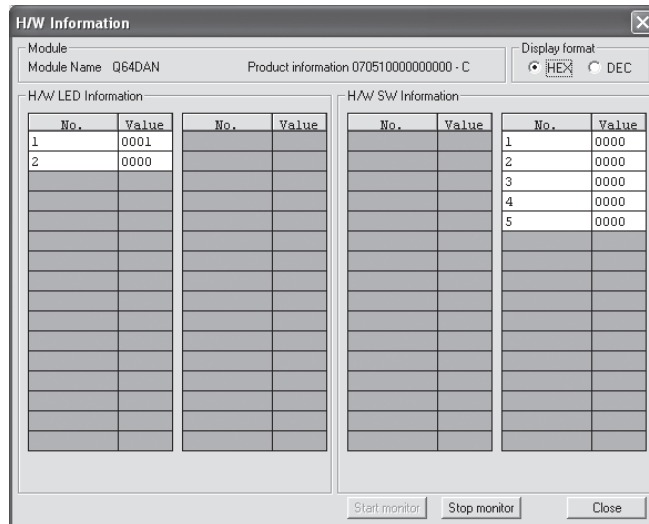 H/W Information
Module
Module Name Q64DAN Product information 070510000000000 - C
Display format
HEX DEC
H/W LED Information
No. Value No. Value
1 0001
2 0000
H/W SW Information
No. Value No. Value
1 0000
2 0000
3 0000
4 0000
5 0000
Start monitor Stop monitor Close